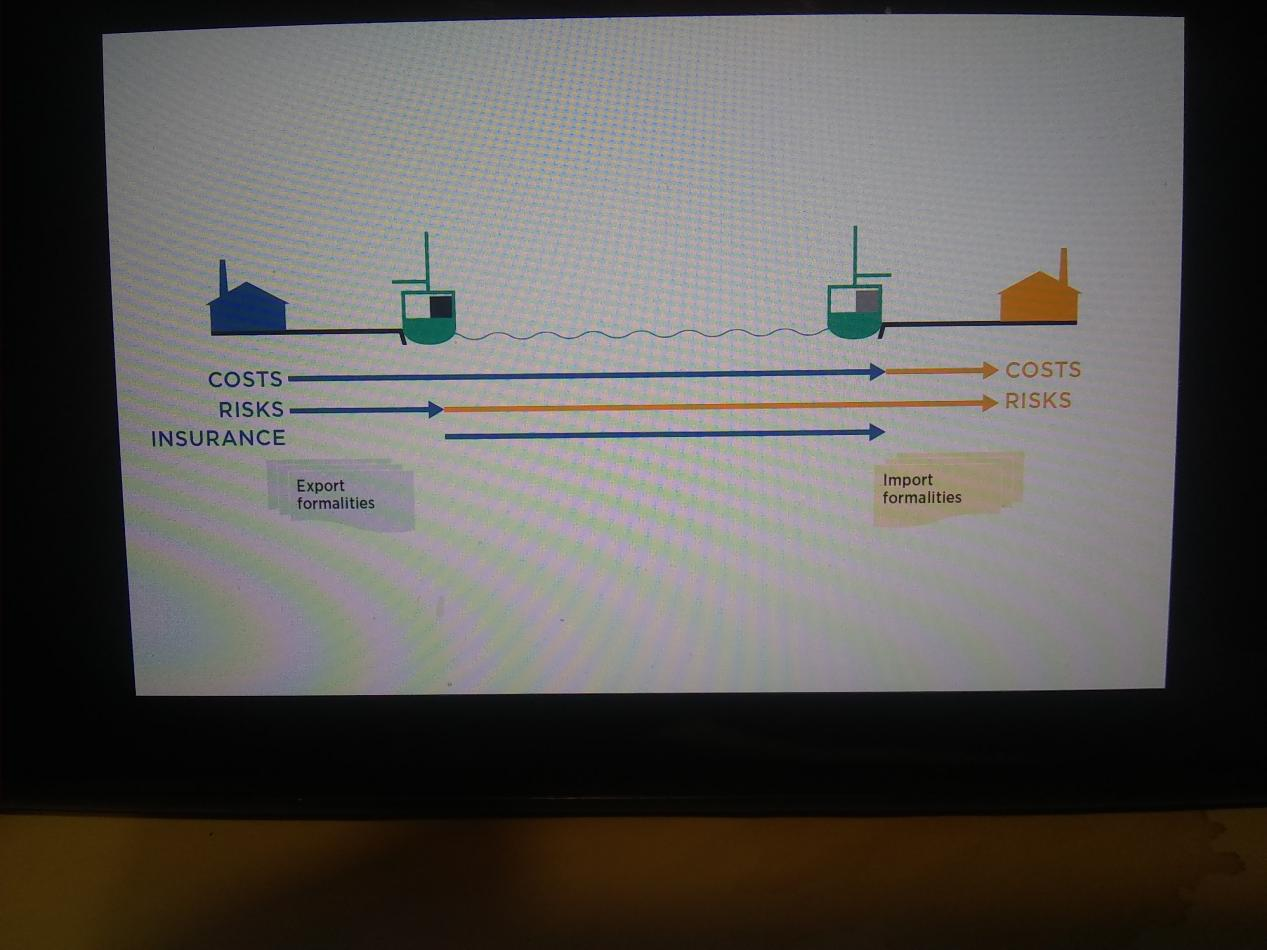 COSTS
COSTS
RISKS
RISKS
INSURANCE
Export
formalities
Import
formalities